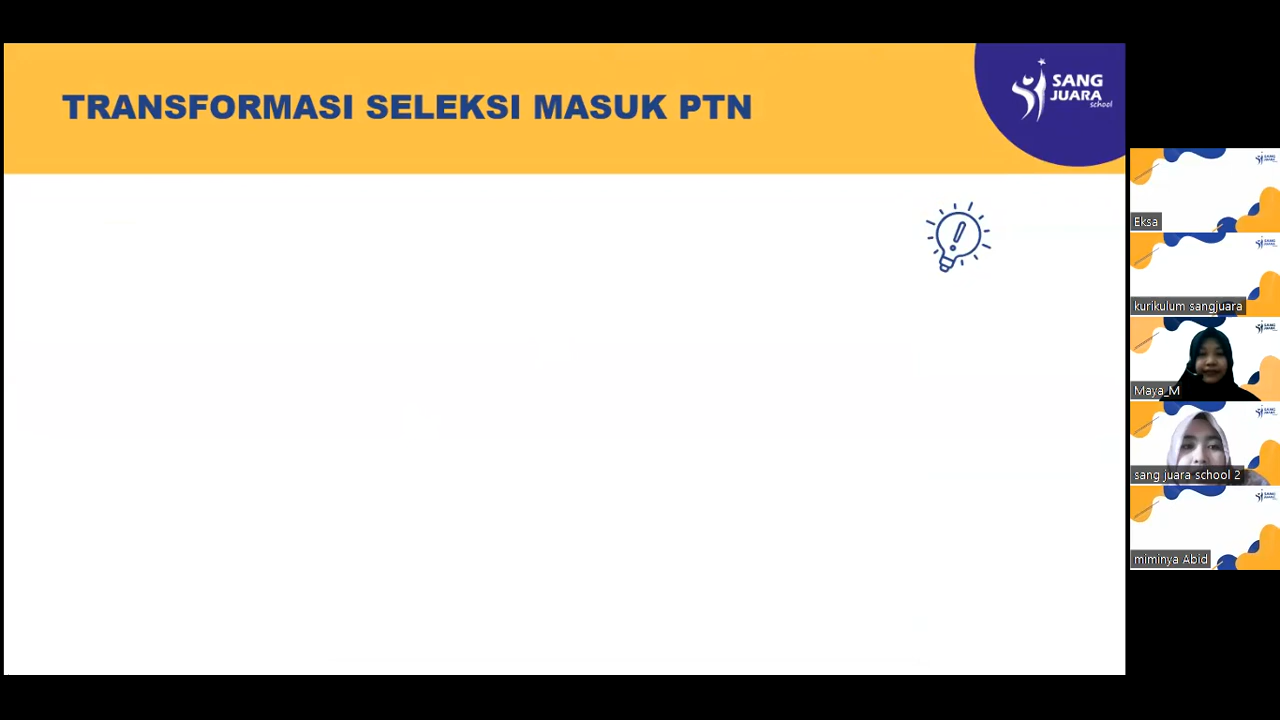 TRANSFORMASI SELEKSI MASUK PTN
SANG
JUARA
school
Eksa
kurikulum sangjuara
Maya_M
sang juara school 2
miminya Abid